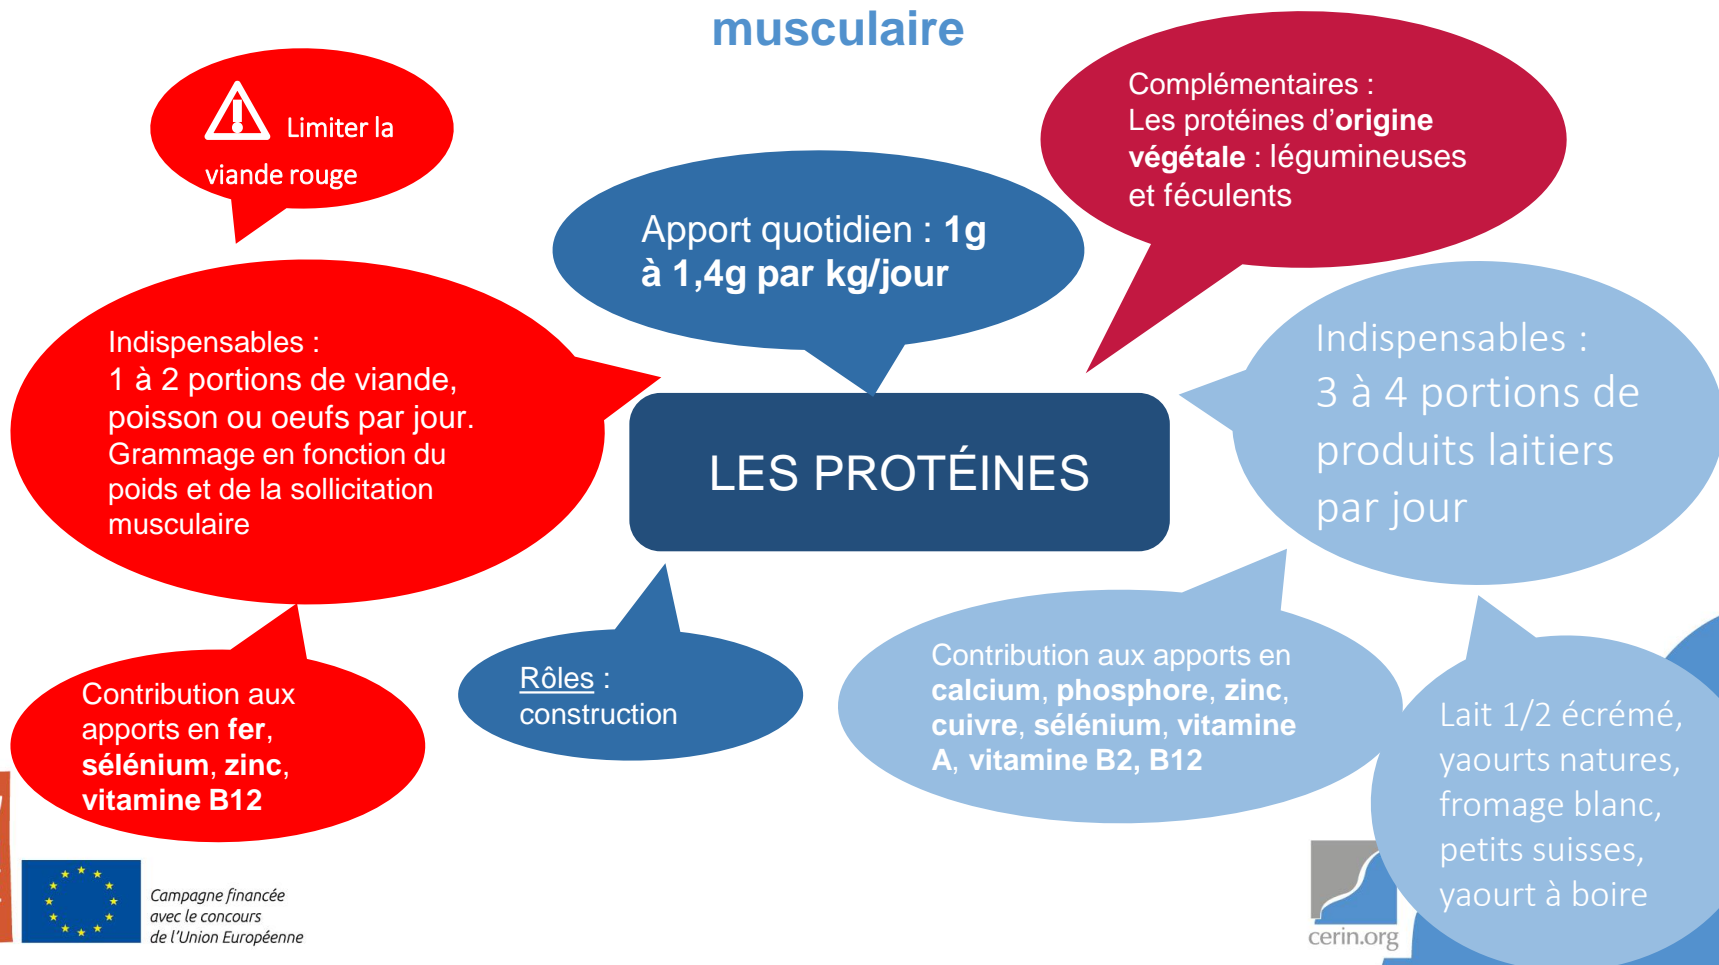 musculaire
Limiter la
viande rouge
Complémentaires :
Les protéines d’origine
végétale : légumineuses
et féculents
Apport quotidien : 1g
à 1,4g par kg/jour
Indispensables :
1 à 2 portions de viande,
poisson ou oeufs par jour.
Grammage en fonction du
poids et de la sollicitation
musculaire
Indispensables :
3 à 4 portions de
produits laitiers
par jour
LES PROTÉINES
Contribution aux
apports en fer,
sélénium, zinc,
vitamine B12
Rôles :
construction
Contribution aux apports en
calcium, phosphore, zinc,
cuivre, sélénium, vitamine
A, vitamine B2, B12
Lait 1/2 écrémé,
yaourts natures,
fromage blanc,
petits suisses,
yaourt à boire
Campagne financée
avec le concours
de l’Union Européenne
cerin.org